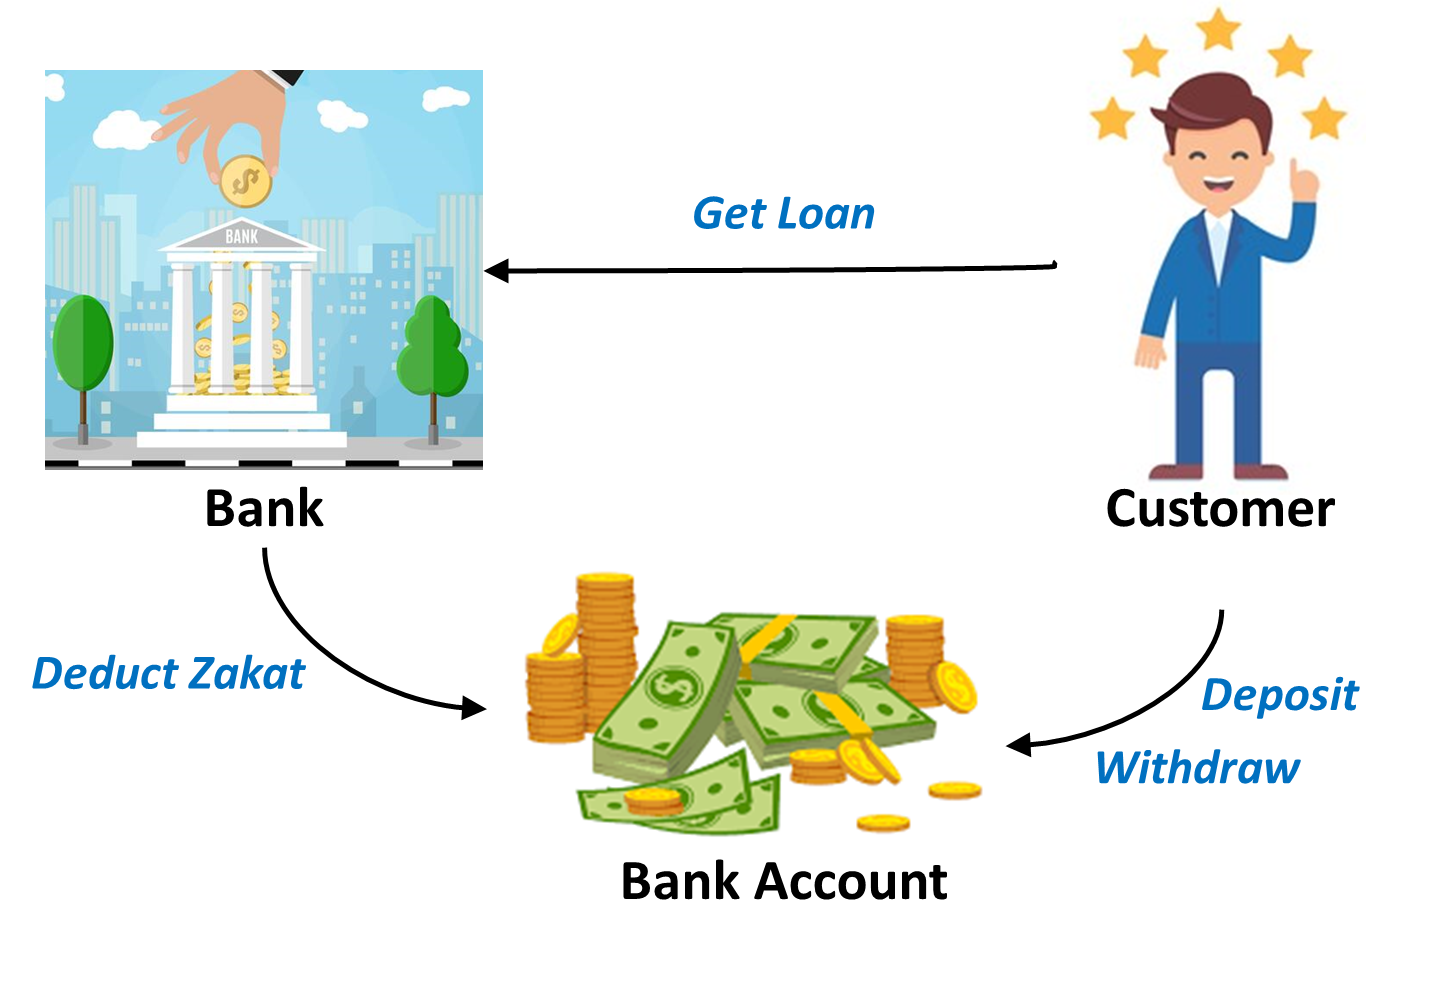 BANK
Get Loan
Bank
Customer
Deduct Zakat
Deposit
Withdraw
Bank Account